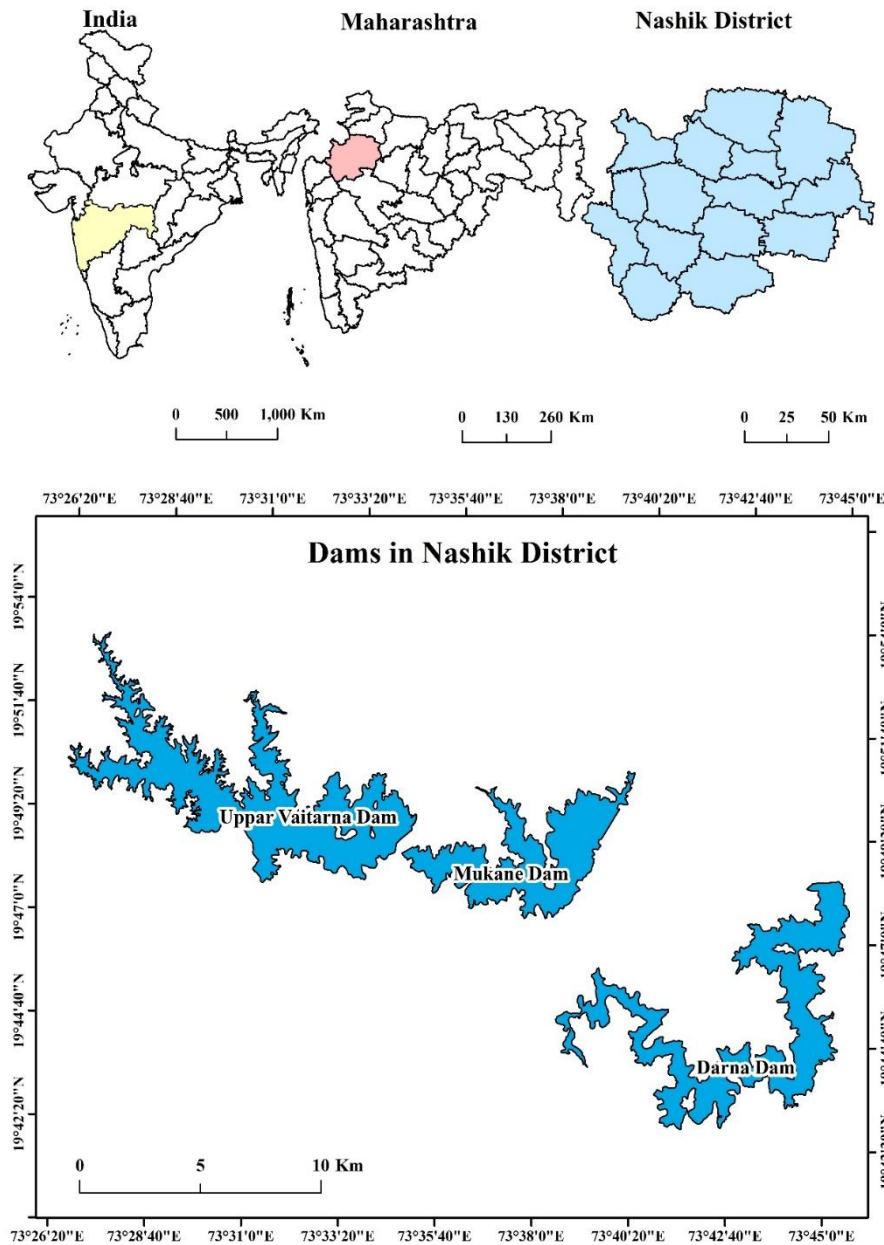 India
Maharashtra
Nashik District
0 500 1,000 Km
0 130 260 Km
0 25 50 Km
73°26'20"E 73°28'40"E 73°31'0"E 73°33'20"E 73°35'40"E 73°38'0"E 73°40'20"E 73°42'40"E 73°45'0"E
Dams in Nashik District
19°54'0"N
19°51'40"N
19°49'20"N
19°47'0"N
19°44'40"N
19°42'20"N
Uppar Vaitarna Dam
Mukane Dam
Darna Dam
0 5 10 Km
73°26'20"E 73°28'40"E 73°31'0"E 73°33'20"E 73°35'40"E 73°38'0"E 73°40'20"E 73°42'40"E 73°45'0"E